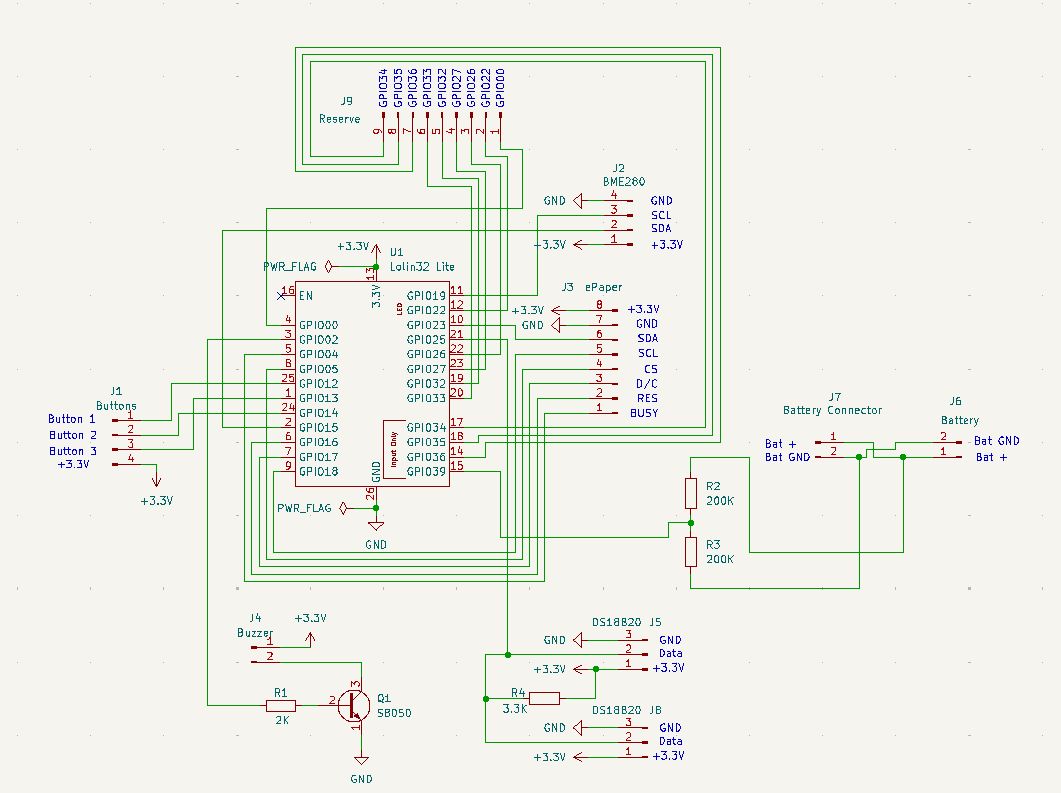 GPIO34
GPIO35
GPIO36
GPIO33
GPIO32
GPIO27
GPIO26
GPIO22
GPIO00
J9
Reserve
9
8
7
6
5
4
3
2
1
J2
BME280
GND 4 GND
3 SCL
2 SDA
+3.3V 1 +3.3V
+3.3V
PWR_FLAG
13
3.3V
U1
Lolin32 Lite
LED
16 EN
4 GPIO00
3 GPIO02
5 GPIO04
8 GPIO05
25 GPIO12
1 GPIO13
24 GPIO14
2 GPIO15
6 GPIO16
7 GPIO17
9 GPIO18
GPIO19 11
GPIO22 12
GPIO23 10
GPIO25 21
GPIO26 22
GPIO27 23
GPIO32 19
GPIO33 20
GPIO34 17
GPIO35 18
GPIO36 14
GPIO39 15
Input Only
GND
26
PWR_FLAG
GND
J3 ePaper
+3.3V 8 +3.3V
GND 7 GND
6 SDA
5 SCL
4 CS
3 D/C
2 RES
1 BUSY
J1
Buttons
Button 1 1
Button 2 2
Button 3 3
+3.3V 4
+3.3V
J7
Battery Connector
Bat + 1
Bat GND 2
J6
Battery
2 Bat GND
1 Bat +
R2
200K
R3
200K
J4
Buzzer
1
2
+3.3V
R1
2K
3
2
1
Q1
S8050
GND
DS18B20 J5
GND 3 GND
2 Data
+3.3V 1 +3.3V
R4
3.3K
DS18B20 J8
GND 3 GND
2 Data
+3.3V 1 +3.3V